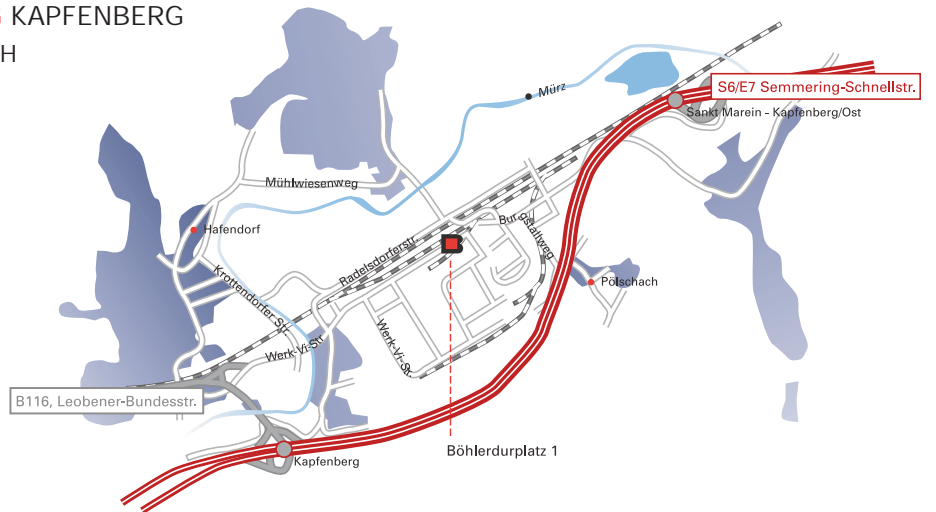 G KAPFENBERG
H
S6/E7 Semmering-Schnellstr.
Mürz
Sankt Marein - Kapfenberg/Ost
Mühlwiesenweg
Burgstallweg
Hafendorf
Radelsdorferstr.
Krottendorfer Str.
Pölschach
Werk-VI-Str.
Werk-VI-Str.
B116, Leobener-Bundesstr.
Böhlerdurplatz 1
Kapfenberg